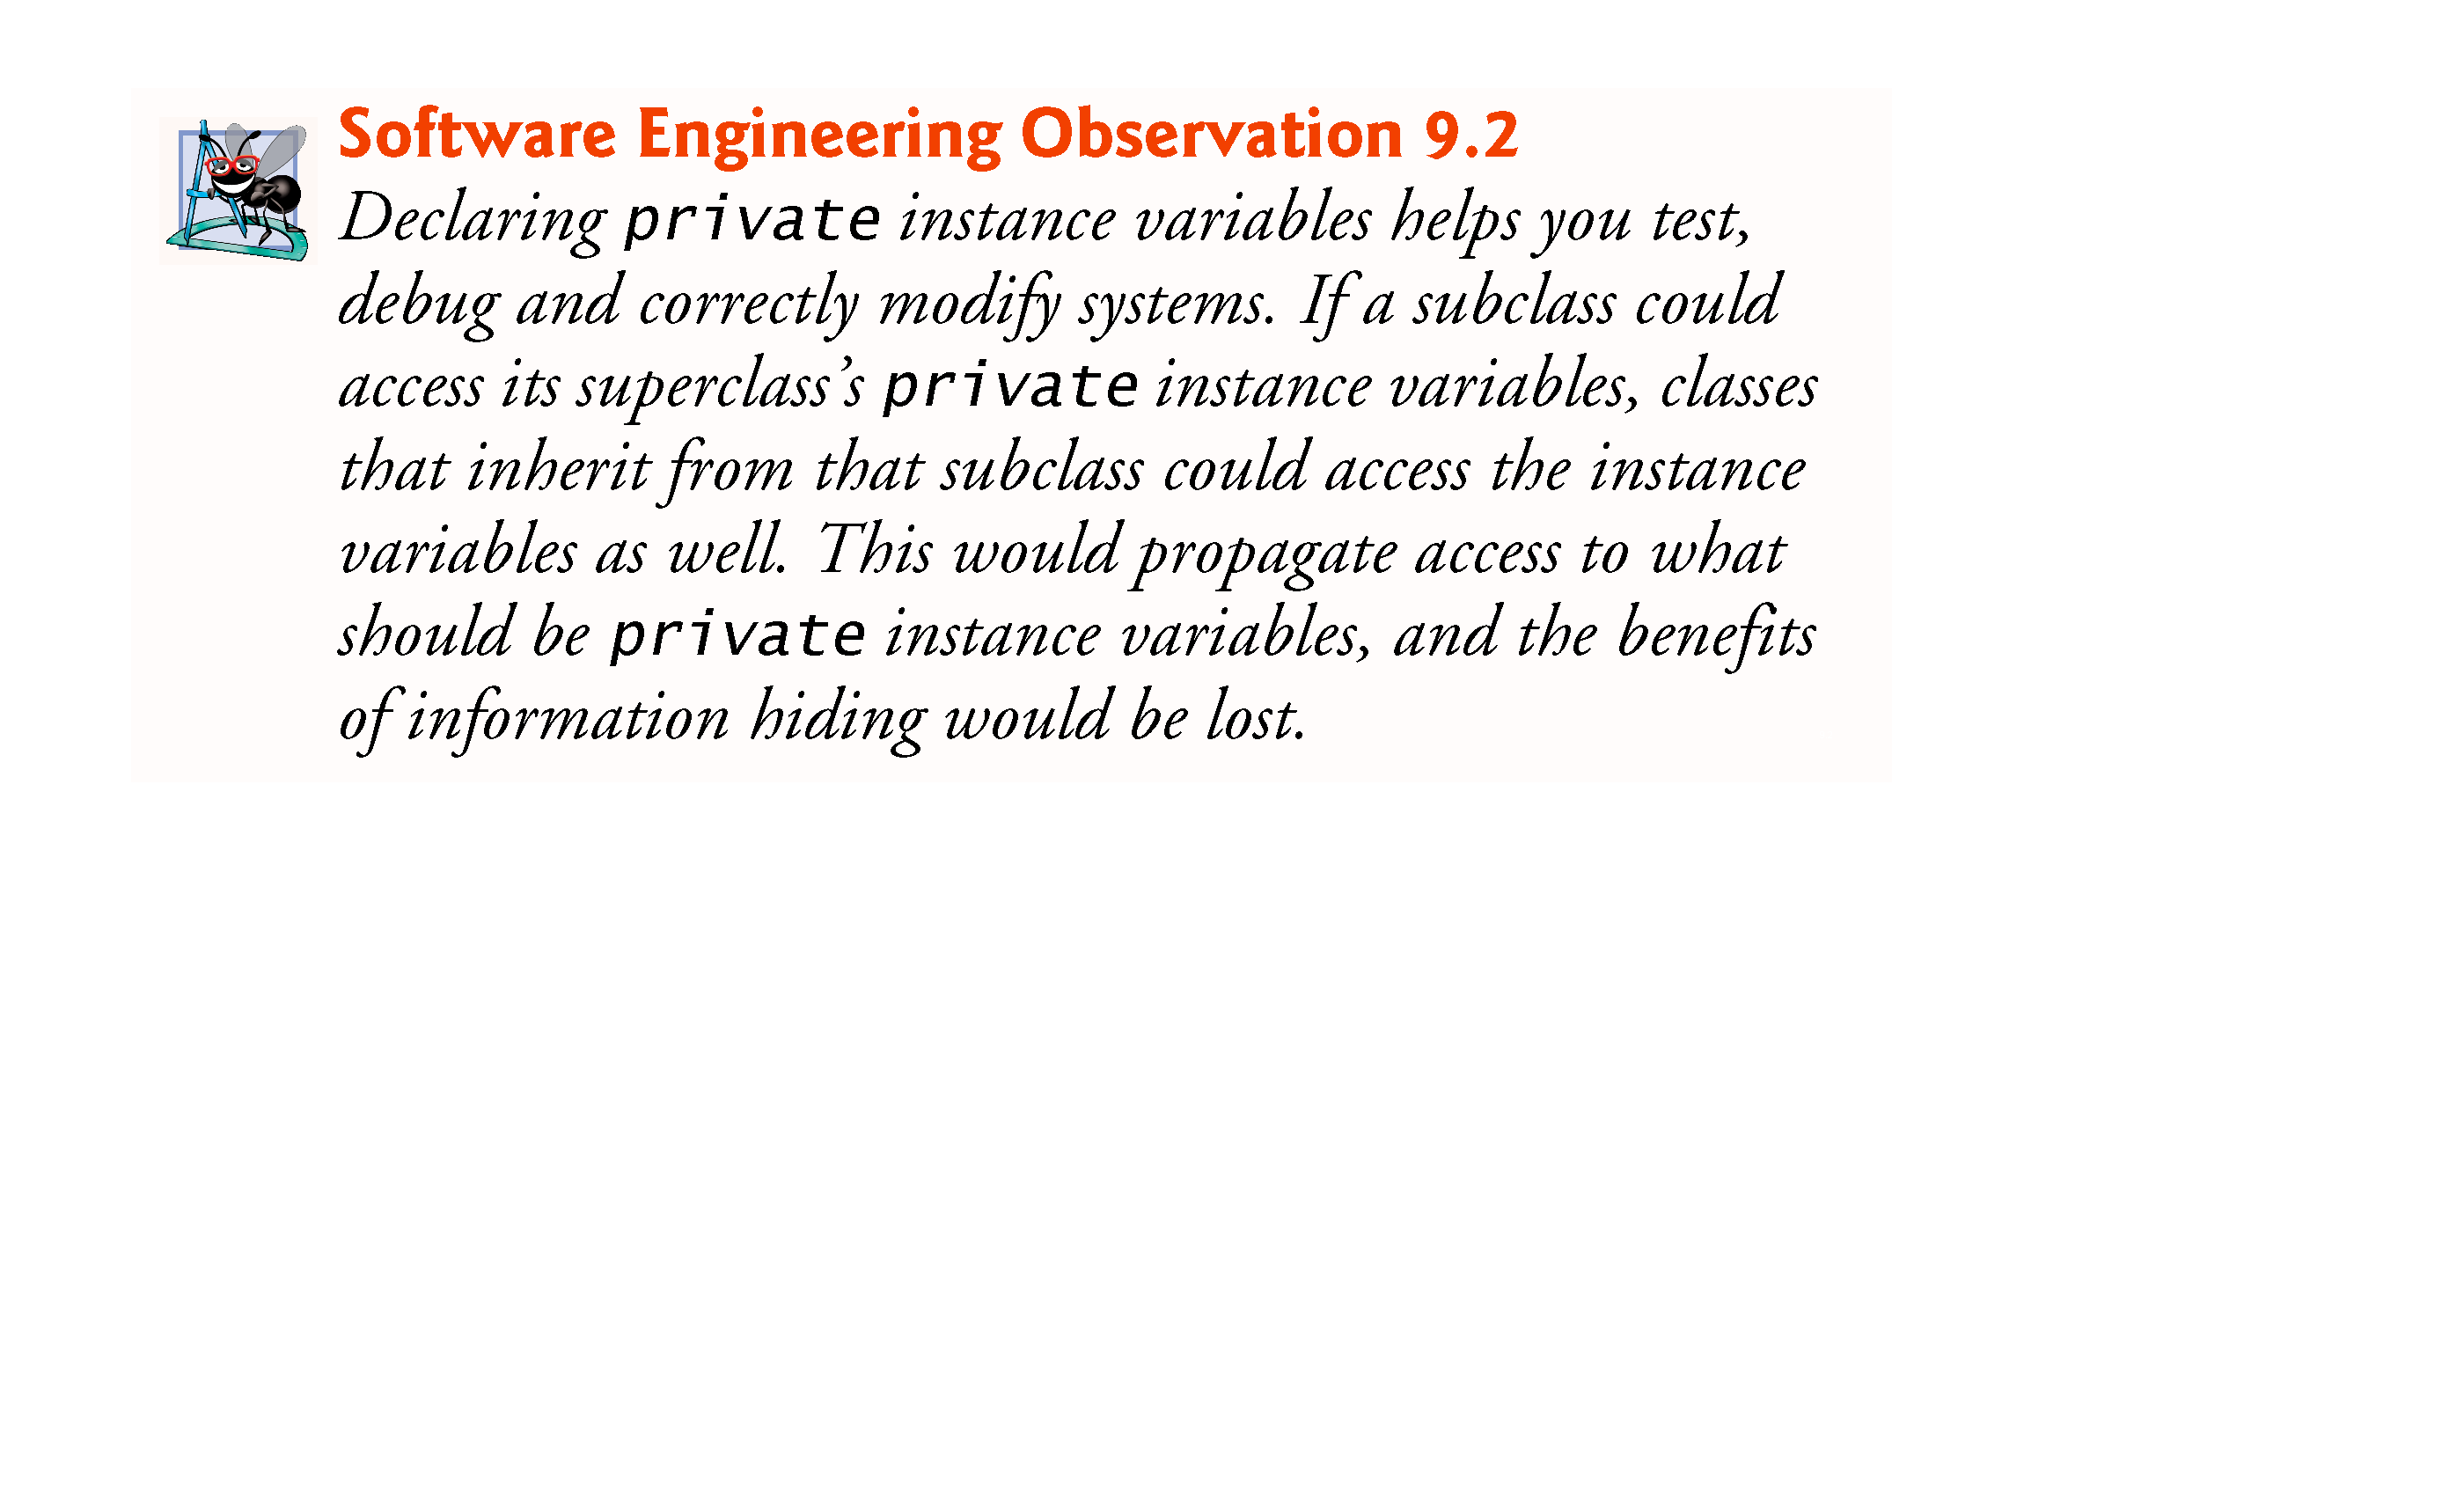 Software Engineering Observation 9.2
Declaring private instance variables helps you test,
debug and correctly modify systems. If a subclass could
access its superclass’s private instance variables, classes
that inherit from that subclass could access the instance
variables as well. This would propagate access to what
should be private instance variables, and the benefits
of information hiding would be lost.